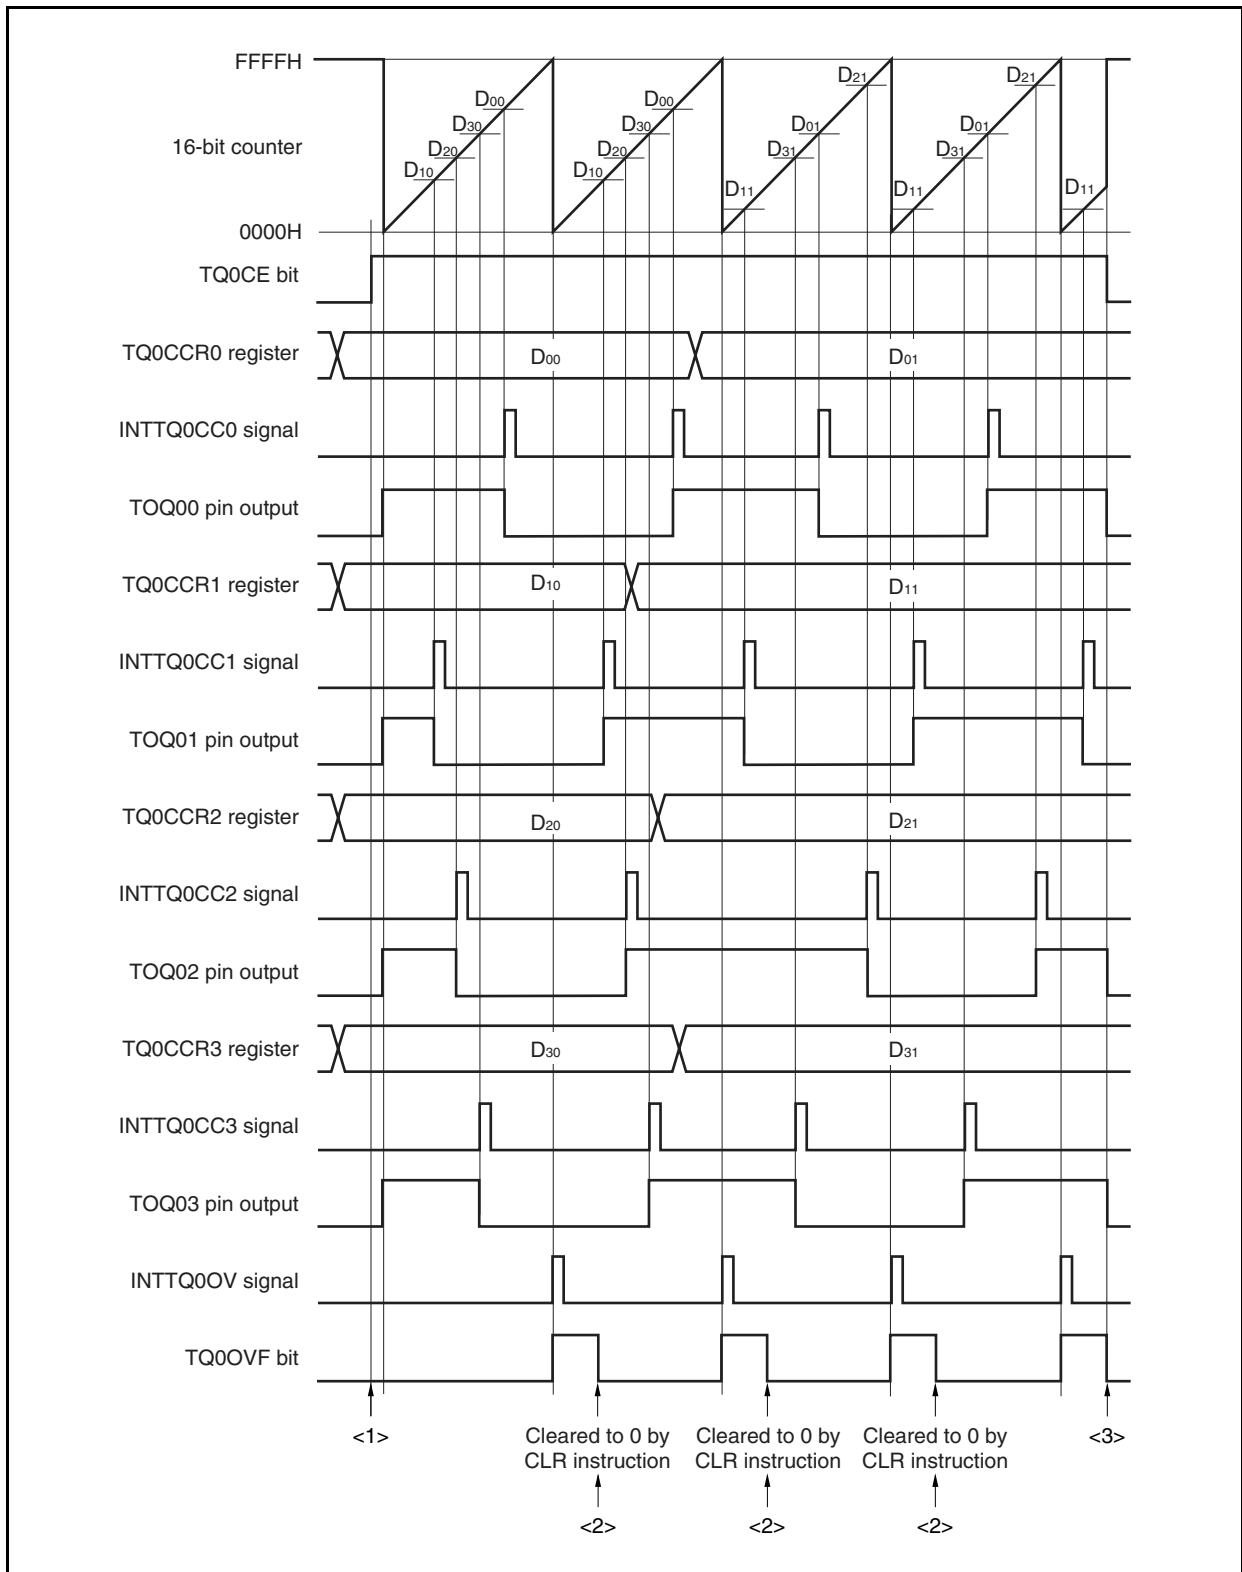 FFFFH
D21 D21
D00 D00
D30 D30 D01 D01
16-bit counter
D20 D20 D31 D31
D10 D10
D11 D11 D11
0000H
TQ0CE bit
TQ0CCR0 register D00 D01
INTTQ0CC0 signal
TOQ00 pin output
TQ0CCR1 register D10 D11
INTTQ0CC1 signal
TOQ01 pin output
TQ0CCR2 register D20 D21
INTTQ0CC2 signal
TOQ02 pin output
TQ0CCR3 register D30 D31
INTTQ0CC3 signal
TOQ03 pin output
INTTQ0OV signal
TQ0OVF bit
<1>
Cleared to 0 by
CLR instruction
<2>
Cleared to 0 by
CLR instruction
<2>
Cleared to 0 by
CLR instruction
<2>
<3>